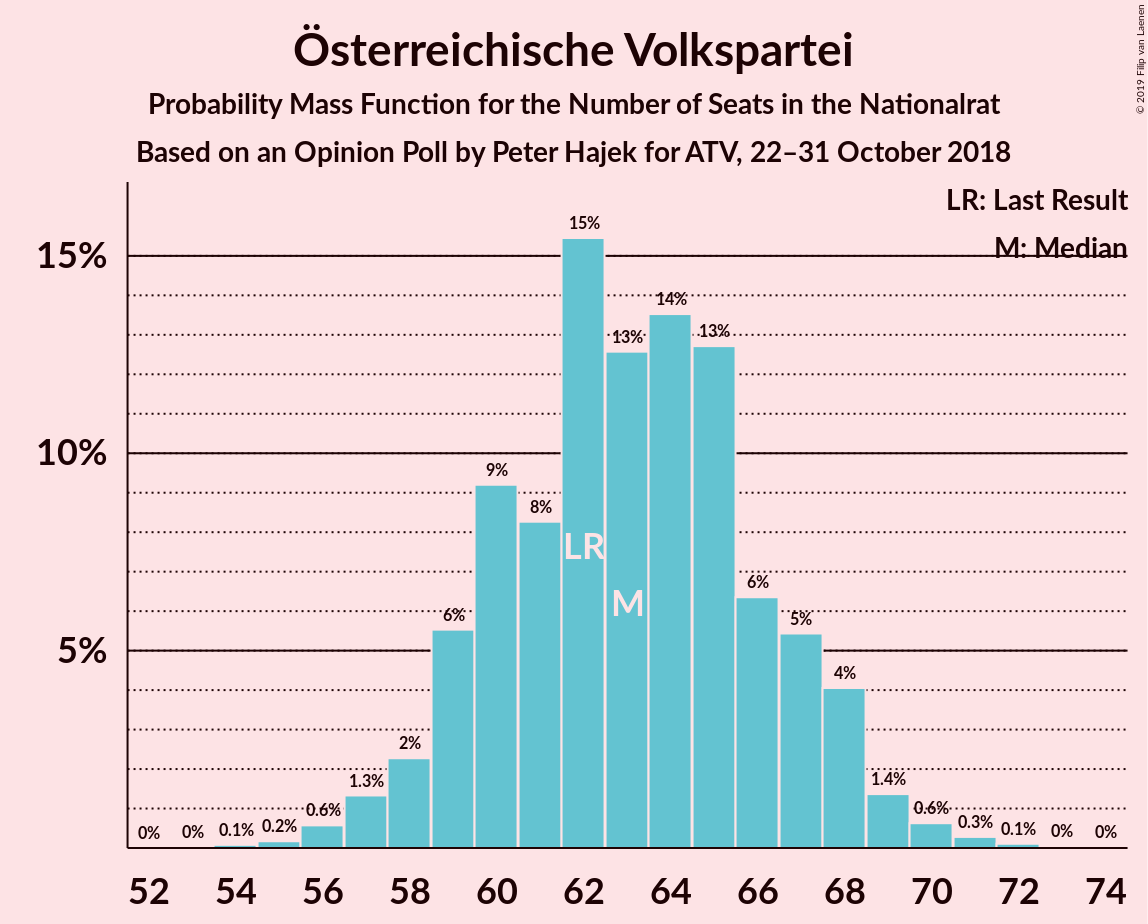 Österreichische Volkspartei
Probability Mass Function for the Number of Seats in the Nationalrat
Based on an Opinion Poll by Peter Hajek for ATV, 22–31 October 2018
© 2019 Filip van Laenen
LR: Last Result
M: Median
15%
10%
5%
0%
0%
0.1%
0.2%
0.6%
1.3%
2%
6%
9%
8%
15%
13%
14%
13%
6%
5%
4%
1.4%
0.6%
0.3%
0.1%
0%
0%
LR
M
52 54 56 58 60 62 64 66 68 70 72 74